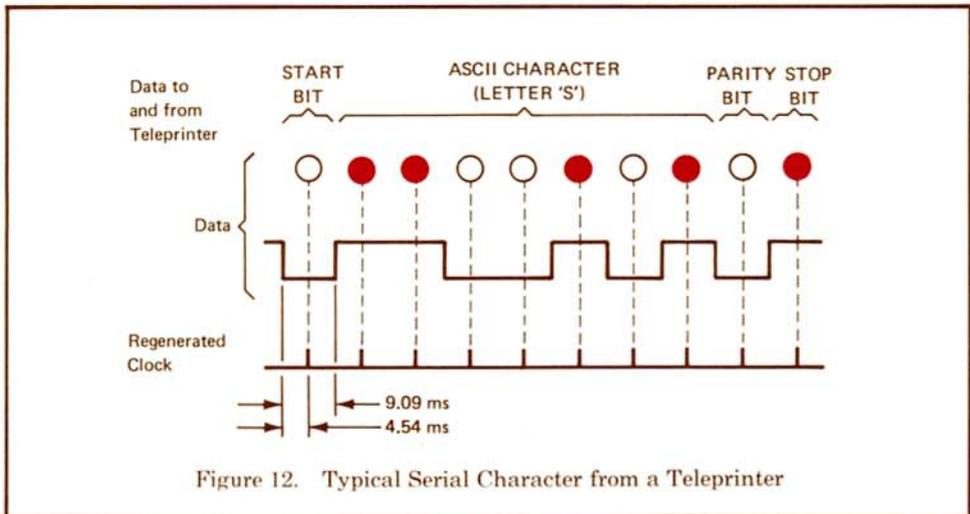 Data to
and from
Teleprinter
START
BIT
ASCII CHARACTER
(LETTER 'S')
PARITY STOP
BIT BIT
Data
Regenerated
Clock
9.09 ms
4.54 ms
Figure 12. Typical Serial Character from a Teleprinter